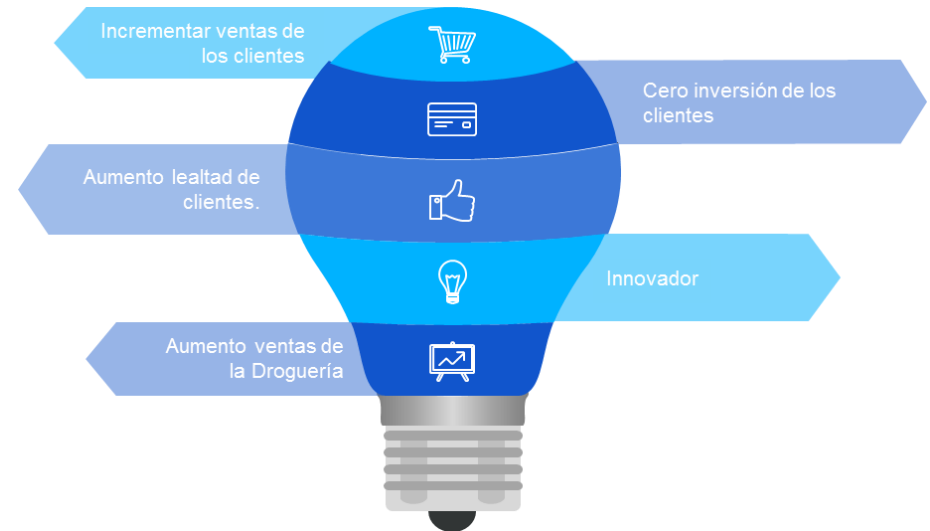 Incrementar ventas de
los clientes
Cero inversión de los
clientes
Aumento lealtad de
clientes.
Innovador
Aumento ventas de
la Droguería